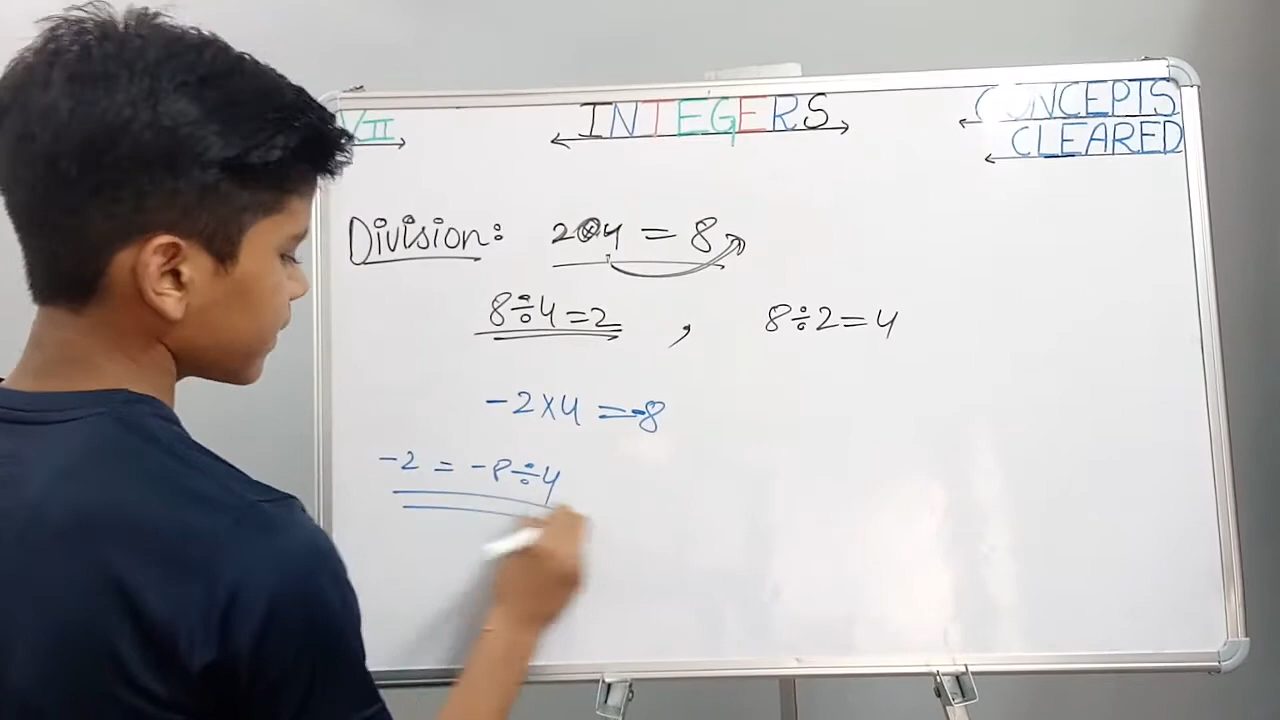 VII
INTEGERS
CONCEPTS
CLEARED
Division: 2×4 = 8
8÷4=2 , 8÷2=4
-2×4 =-8
-2 = -8÷4